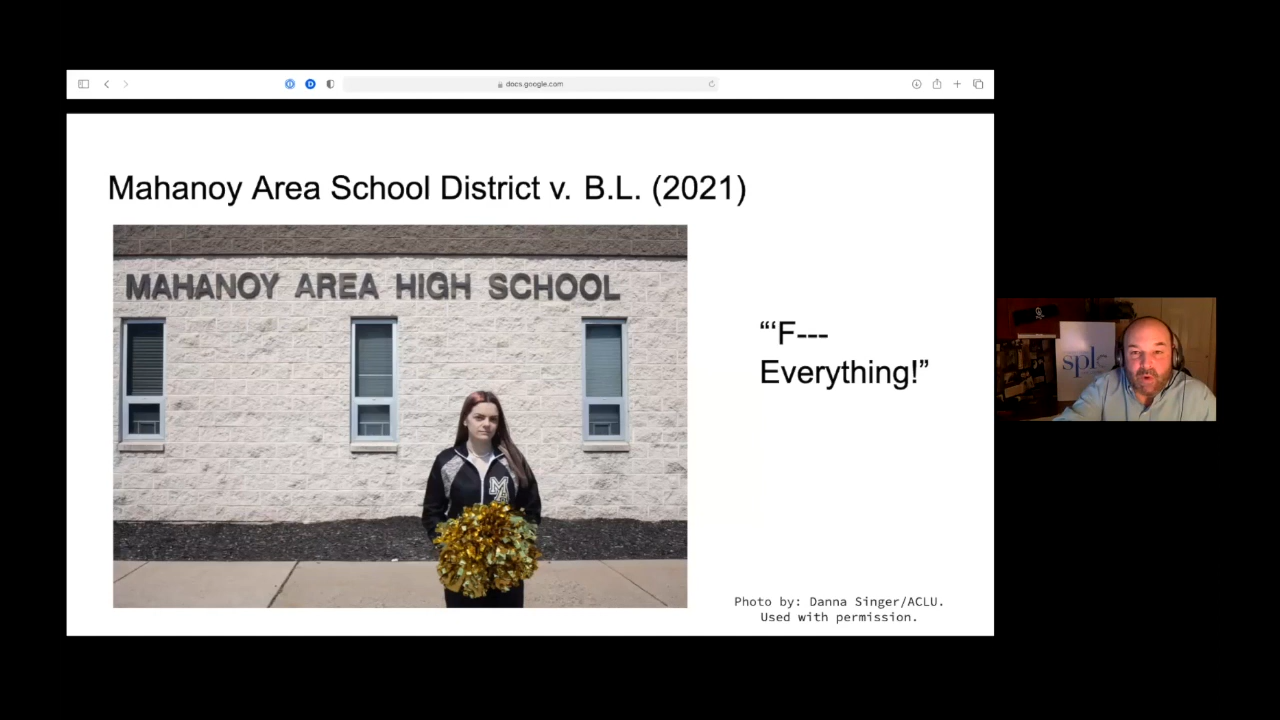 docs.google.com
Mahanoy Area School District v. B.L. (2021)
MAHANOY AREA HIGH SCHOOL
M
“‘F---
Everything!”
Photo by: Danna Singer/ACLU.
Used with permission.
splc